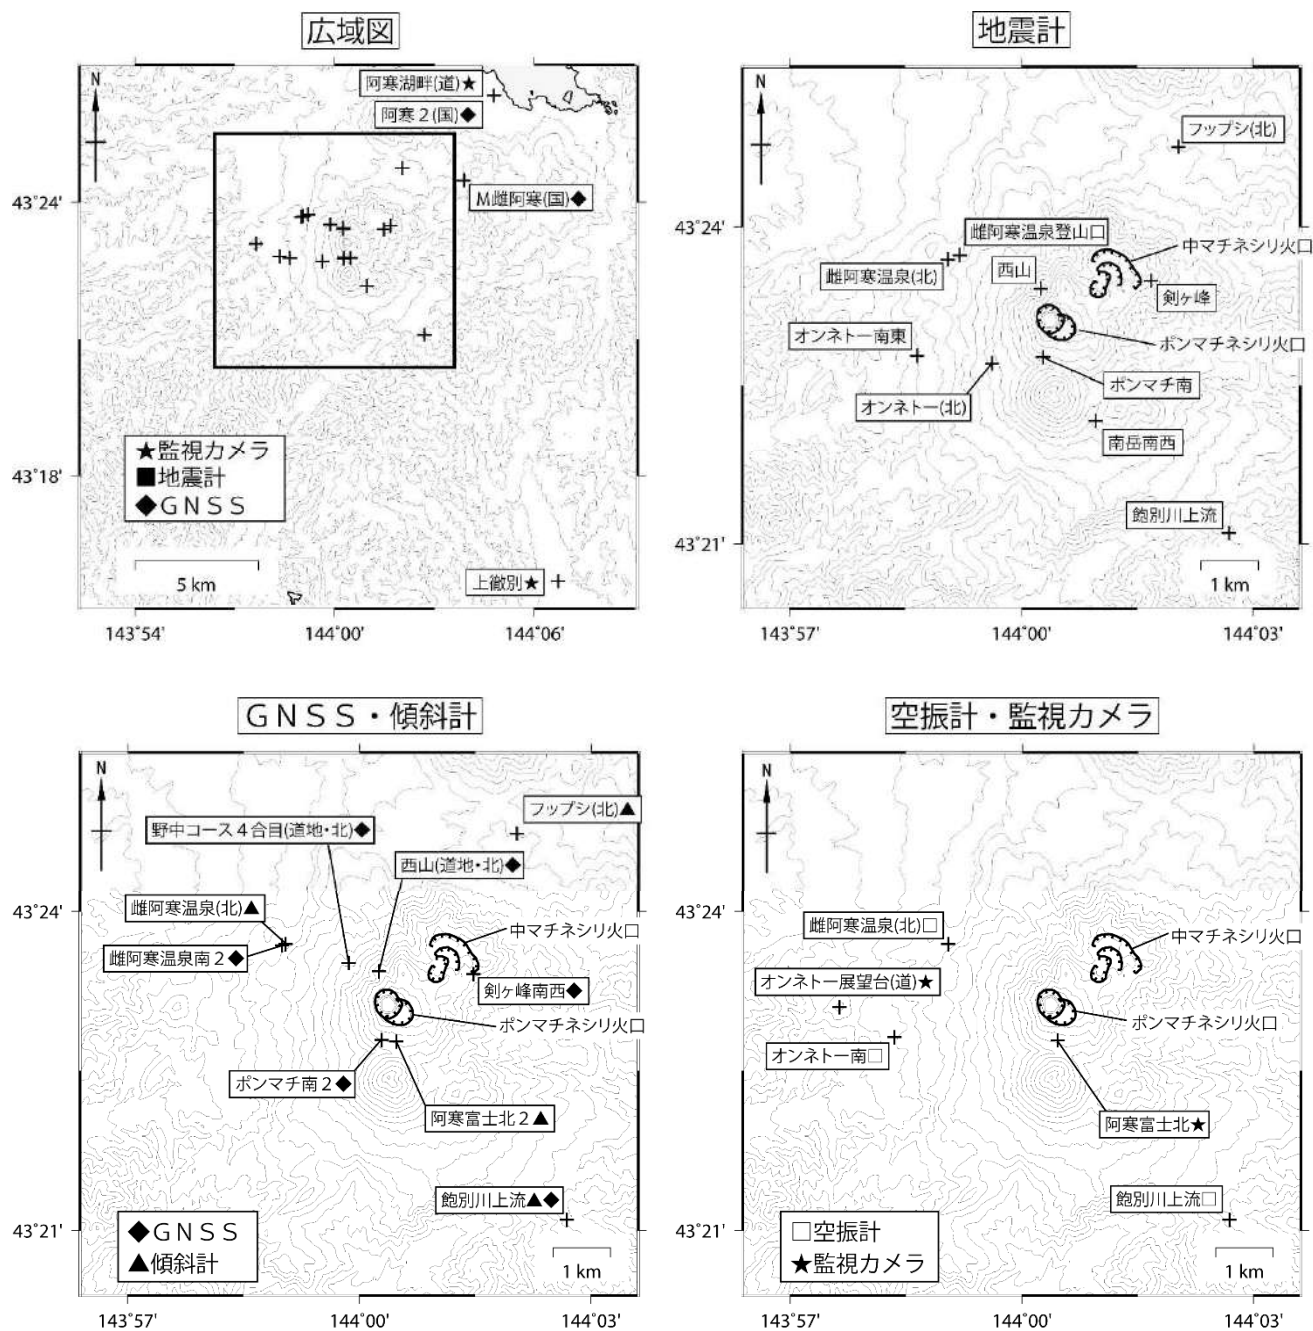 広域図
N
阿寒湖畔(道)★
阿寒２(国)◆
M雌阿寒(国)◆
43°24'
43°18'
★監視カメラ
■地震計
◆ＧＮＳＳ
5 km
上徹別★
143°54'
144°00'
144°06'
地震計
N
フップシ(北)
43°24'
雌阿寒温泉登山口
中マチネシリ火口
雌阿寒温泉(北)
西山
剣ヶ峰
オンネトー南東
ポンマチネシリ火口
オンネトー(北)
ポンマチ南
南岳南西
飽別川上流
43°21'
1 km
143°57'
144°00'
144°03'
ＧＮＳＳ・傾斜計
N
フップシ(北)▲
野中コース４合目(道地・北)◆
西山(道地・北)◆
43°24'
雌阿寒温泉(北)▲
中マチネシリ火口
雌阿寒温泉南２◆
剣ヶ峰南西◆
ポンマチネシリ火口
ポンマチ南２◆
阿寒富士北２▲
飽別川上流▲◆
43°21'
◆ＧＮＳＳ
▲傾斜計
1 km
143°57'
144°00'
144°03'
空振計・監視カメラ
N
43°24'
雌阿寒温泉(北)□
中マチネシリ火口
オンネトー展望台(道)★
ポンマチネシリ火口
オンネトー南□
阿寒富士北★
飽別川上流□
43°21'
□空振計
★監視カメラ
1 km
143°57'
144°00'
144°03'